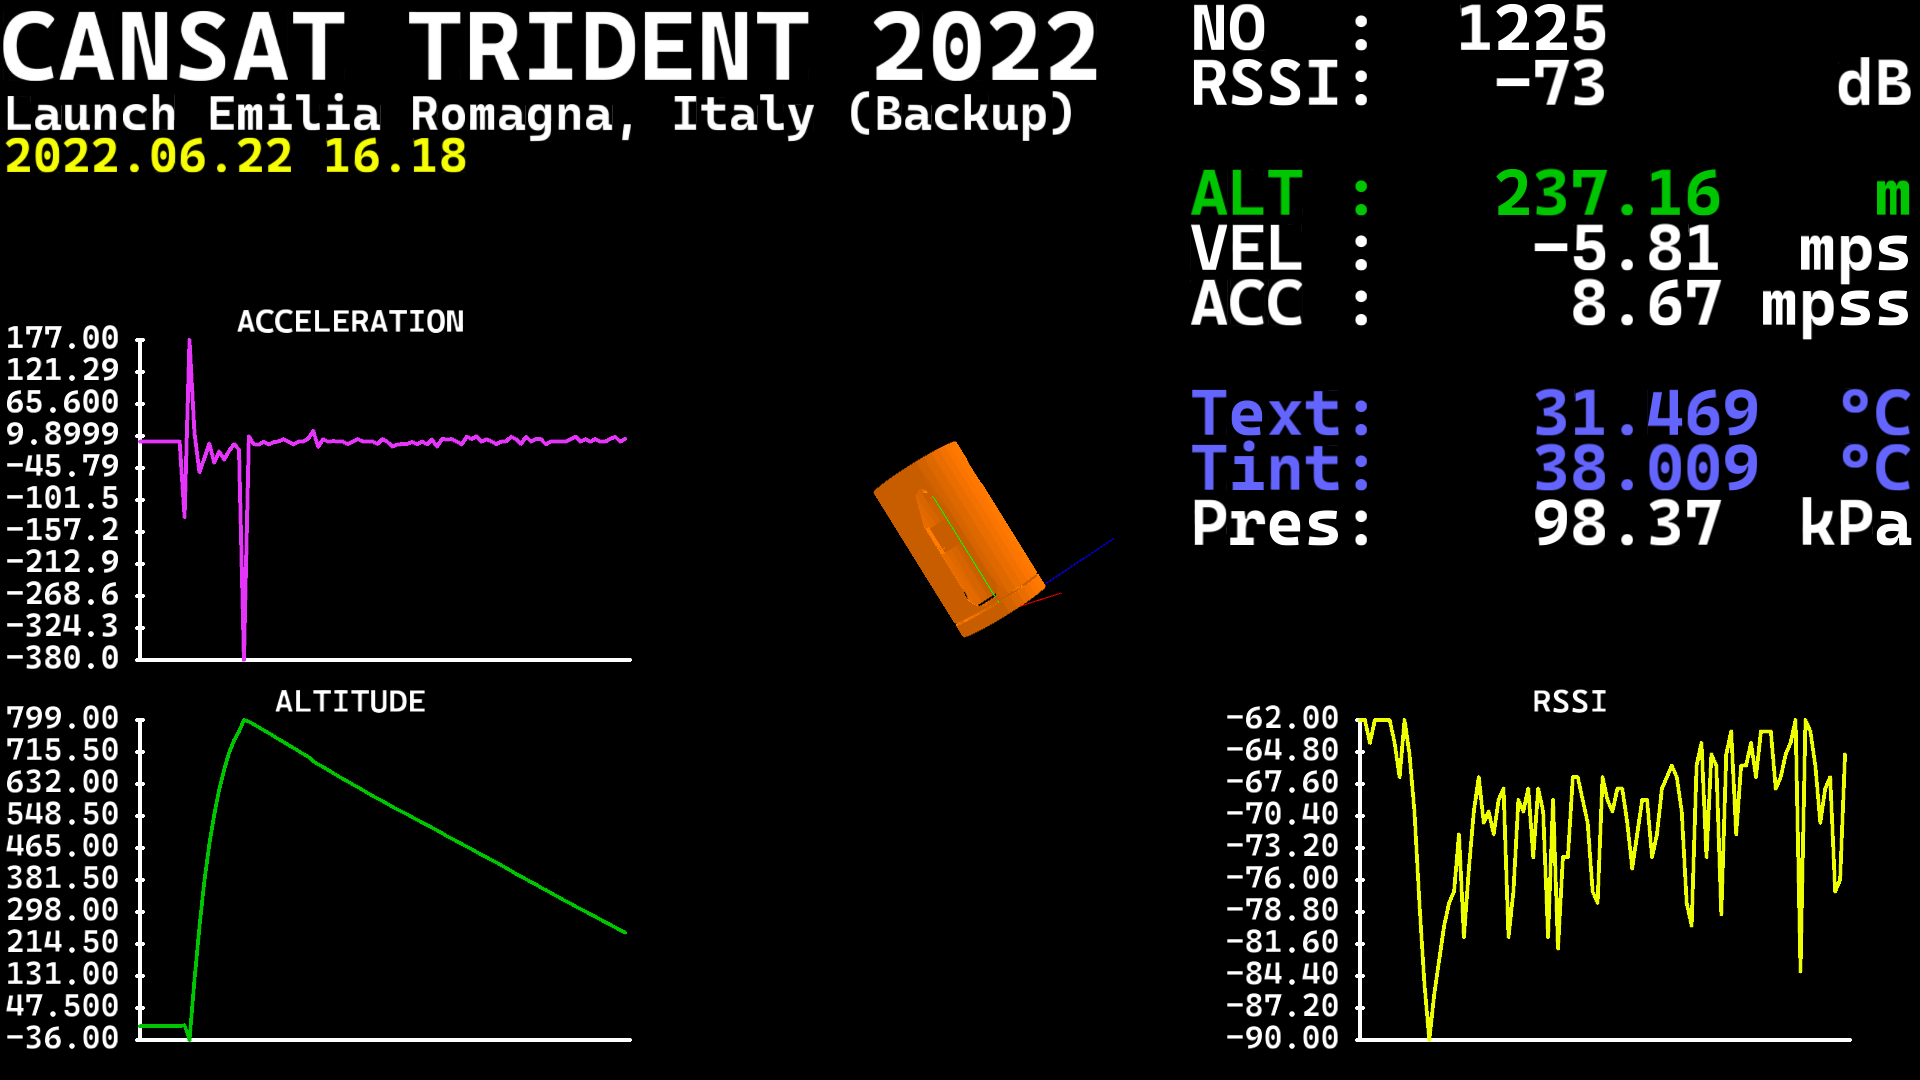 CANSAT TRIDENT 2022
Launch Emilia Romagna, Italy (Backup)
2022.06.22 16.18
NO : 1225
RSSI: -73 dB
ALT : 237.16 m
VEL : -5.81 mps
ACC : 8.67 mpss
Text: 31.469 °C
Tint: 38.009 °C
Pres: 98.37 kPa
ACCELERATION
177.00
121.29
65.600
9.8999
-45.79
-101.5
-157.2
-212.9
-268.6
-324.3
-380.0
ALTITUDE
799.00
715.50
632.00
548.50
465.00
381.50
298.00
214.50
131.00
47.500
-36.00
RSSI
-62.00
-64.80
-67.60
-70.40
-73.20
-76.00
-78.80
-81.60
-84.40
-87.20
-90.00